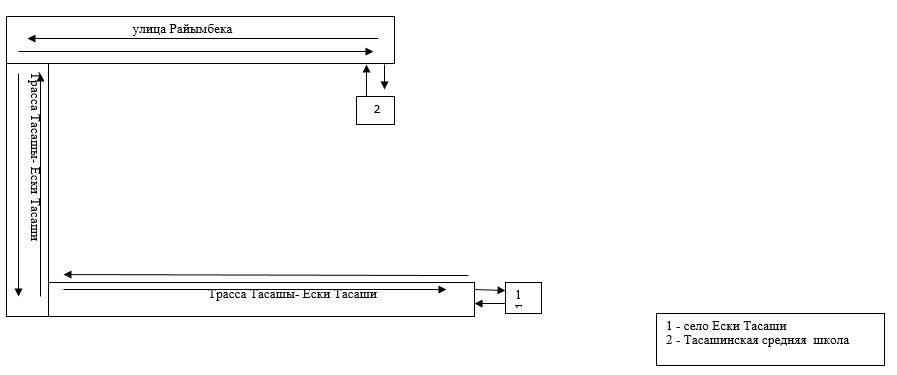 улица Райымбека
2
Трасса Тасашы- Ески Тасаши
Трасса Тасашы- Ески Тасаши
1
1 - село Ески Тасаши
2 - Тасашинская средняя школа